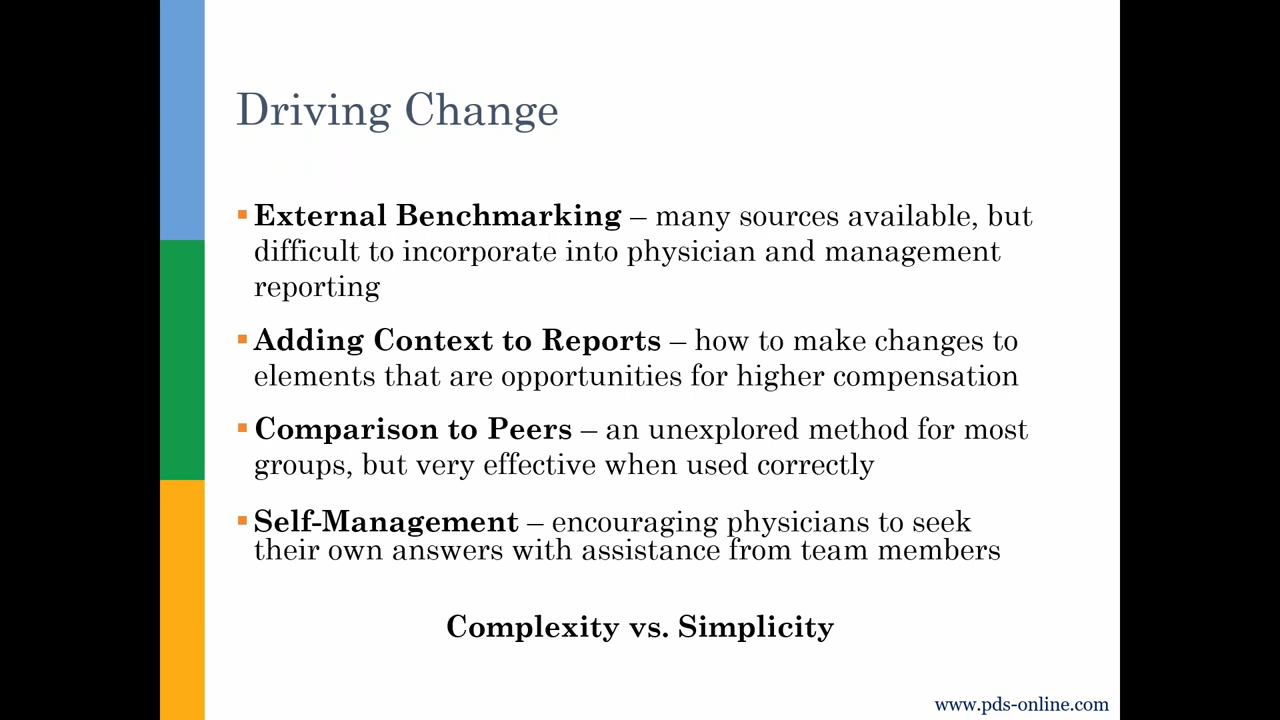 Driving Change
▪External Benchmarking – many sources available, but
difficult to incorporate into physician and management
reporting
▪Adding Context to Reports – how to make changes to
elements that are opportunities for higher compensation
▪Comparison to Peers – an unexplored method for most
groups, but very effective when used correctly
▪Self-Management – encouraging physicians to seek
their own answers with assistance from team members
Complexity vs. Simplicity
www.pds-online.com